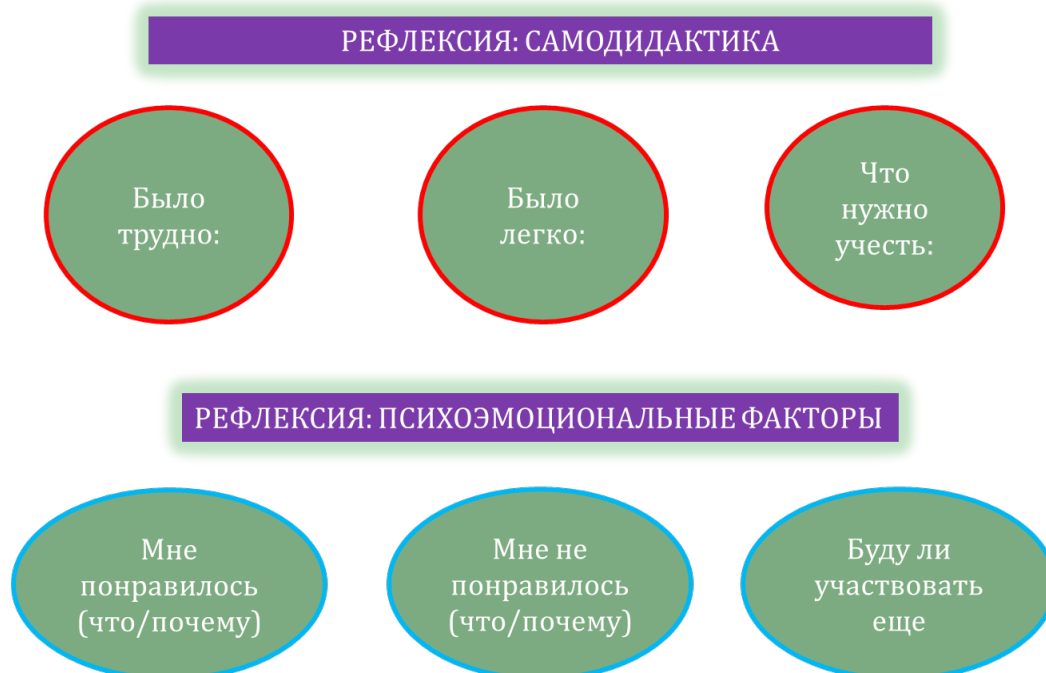 РЕФЛЕКСИЯ: САМОДИДАКТИКА
Было
трудно:
Было
легко:
Что
нужно
учесть:
РЕФЛЕКСИЯ: ПСИХОЭМОЦИОНАЛЬНЫЕ ФАКТОРЫ
Мне
понравилось
(что/почему)
Мне не
понравилось
(что/почему)
Буду ли
участвовать
еще